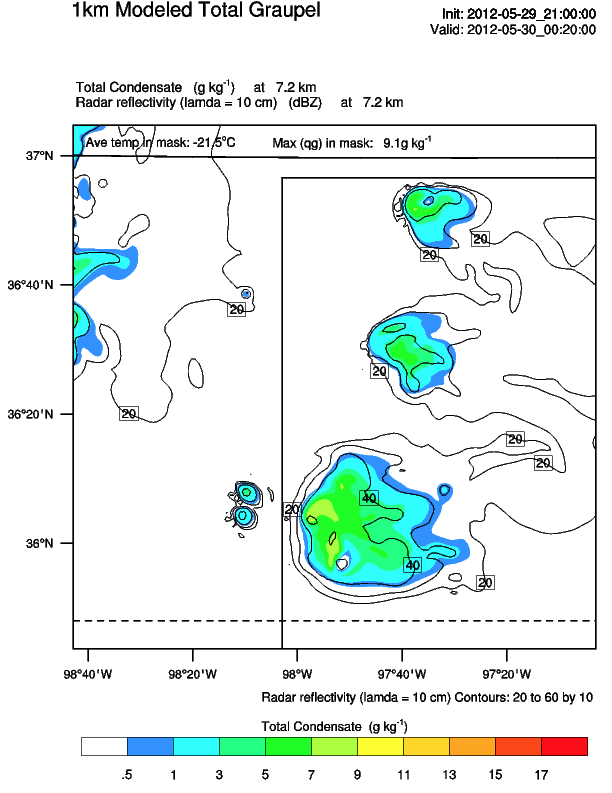 1km Modeled Total Graupel
Init: 2012-05-29_21:00:00
Valid: 2012-05-30_00:20:00
Total Condensate (g kg-1) at 7.2 km
Radar reflectivity (lamda = 10 cm) (dBZ) at 7.2 km
Ave temp in mask: -21.5°C Max (qg) in mask: 9.1g kg-1
37°N
20
20
36°40'N
20
20
36°20'N
20
20
20
40
20
36°N
40
20
98°40'W 98°20'W 98°W 97°40'W 97°20'W
Radar reflectivity (lamda = 10 cm) Contours: 20 to 60 by 10
Total Condensate (g kg-1)
.5 1 3 5 7 9 11 13 15 17